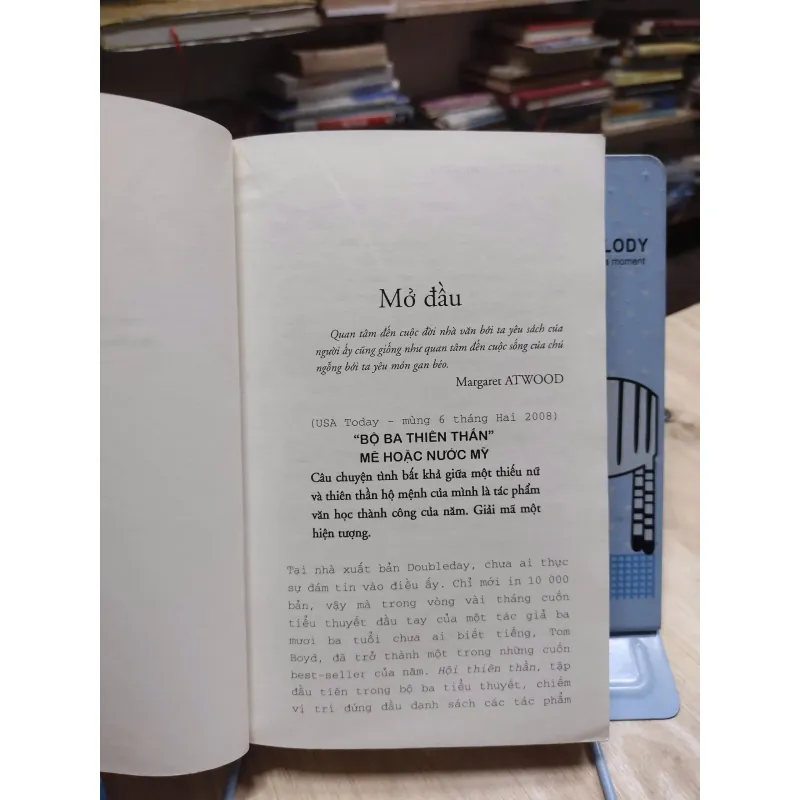 Mở đầu
Quan tâm đến cuộc đời nhà văn bởi ta yêu sách của
người ấy cũng giống như quan tâm đến cuộc sống của chú
ngỗng bởi ta yêu món gan béo.
Margaret ATWOOD
(USA Today – mùng 6 tháng Hai 2008)
“BỘ BA THIÊN THẦN”
MÊ HOẶC NƯỚC MỸ
Câu chuyện tình bất khả giữa một thiếu nữ
và thiên thần hộ mệnh của mình là tác phẩm
văn học thành công của năm. Giải mã một
hiện tượng.
Tại nhà xuất bản Doubleday, chưa ai thực
sự dám tin vào điều ấy. Chỉ mới in 10 000
bản, vậy mà trong vòng vài tháng cuốn
tiểu thuyết đầu tay của một tác giả ba
mươi ba tuổi chưa ai biết tiếng, Tom
Boyd, đã trở thành một trong những cuốn
best-seller của năm. Hội thiên thần, tập
đầu tiên trong bộ ba tiểu thuyết, chiếm
vị trí đứng đầu danh sách các tác phẩm
LODY
a moment